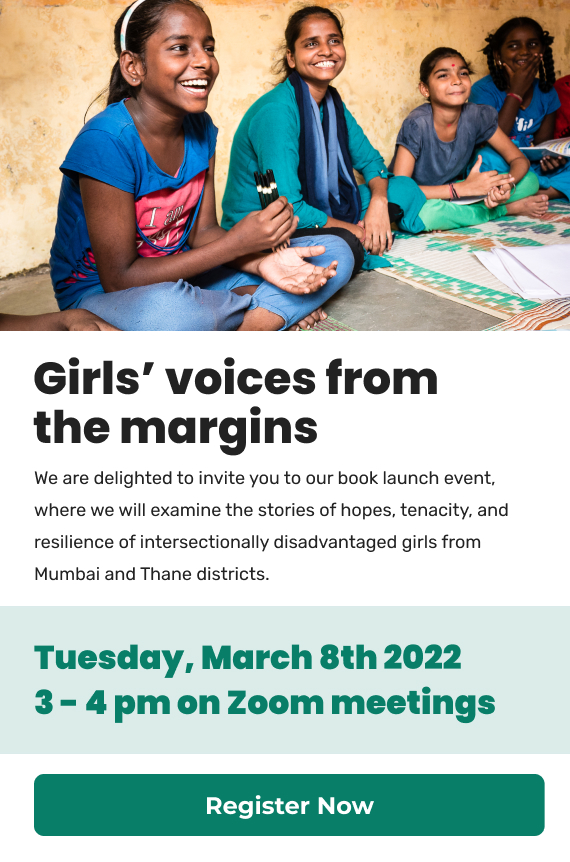 I am
Girls’ voices from
the margins
We are delighted to invite you to our book launch event,
where we will examine the stories of hopes, tenacity, and
resilience of intersectionally disadvantaged girls from
Mumbai and Thane districts.
Tuesday, March 8th 2022
3 – 4 pm on Zoom meetings
Register Now